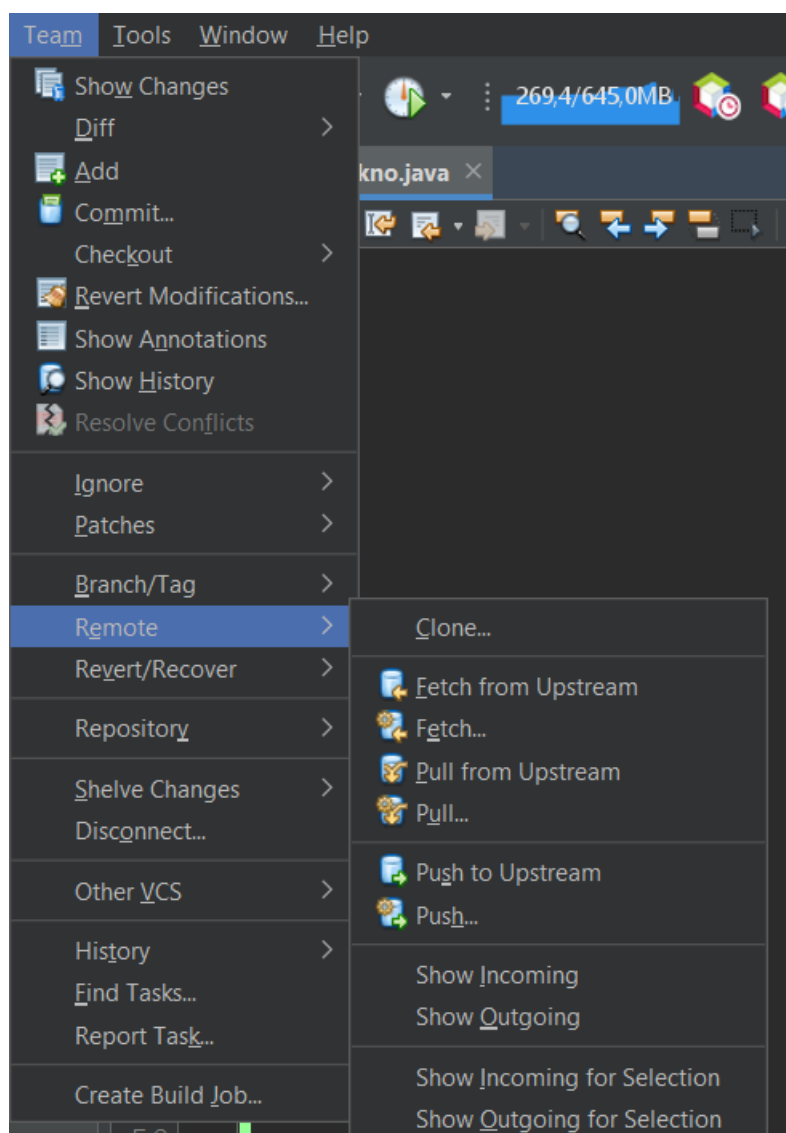 Team Tools Window Help
Show Changes
269,4/645,0MB
Diff
Add
kno.java
Commit...
Checkout
Revert Modifications...
Show Annotations
Show History
Resolve Conflicts
Ignore
Patches
Branch/Tag
Remote
Revert/Recover
Repository
Shelve Changes
Disconnect...
Other VCS
History
Find Tasks...
Report Task...
Create Build Job...
Clone...
Fetch from Upstream
Fetch...
Pull from Upstream
Pull...
Push to Upstream
Push...
Show Incoming
Show Outgoing
Show Incoming for Selection
Show Outgoing for Selection